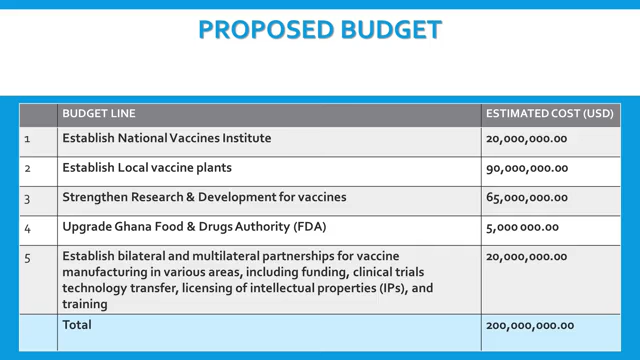 PROPOSED BUDGET
BUDGET LINE ESTIMATED COST (USD)
1 Establish National Vaccines Institute 20,000,000.00
2 Establish Local vaccine plants 90,000,000.00
3 Strengthen Research & Development for vaccines 65,000,000.00
4 Upgrade Ghana Food & Drugs Authority (FDA) 5,000 000.00
5 Establish bilateral and multilateral partnerships for vaccine 20,000,000.00
manufacturing in various areas, including funding, clinical trials
technology transfer, licensing of intellectual properties (IPs), and
training
Total 200,000,000.00